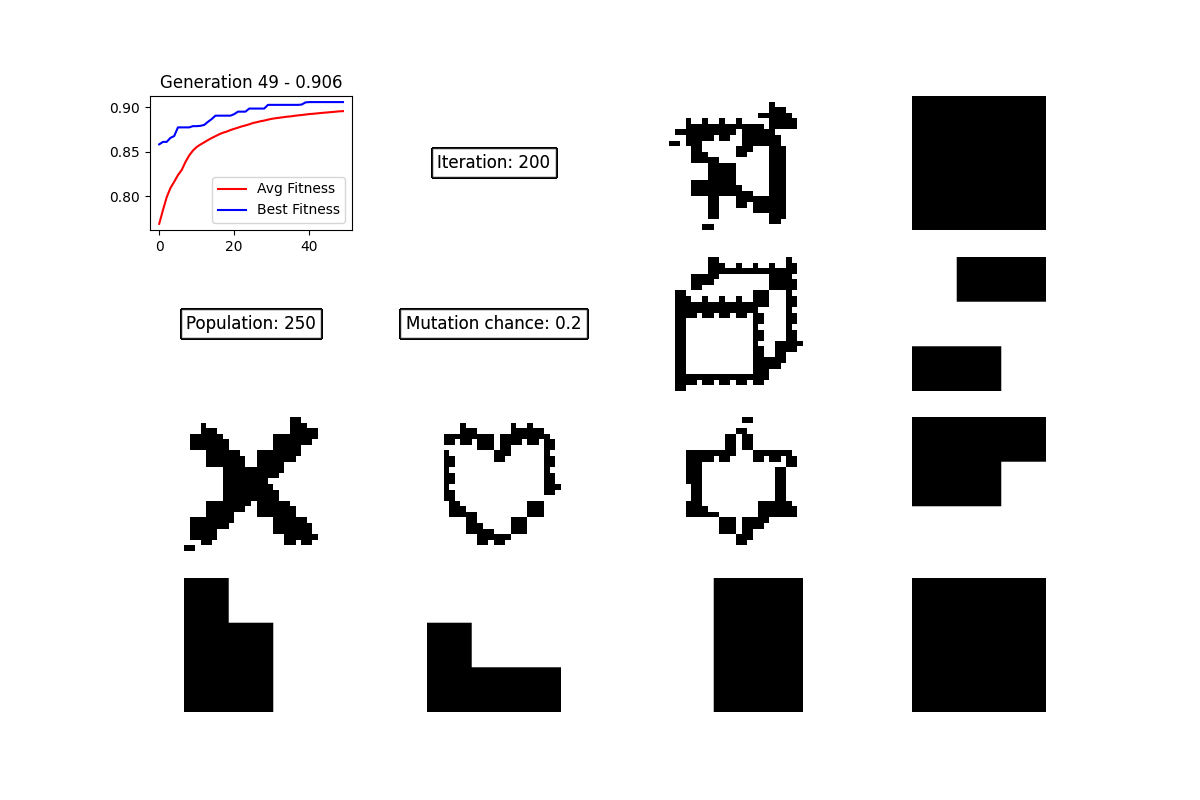 Generation 49 - 0.906
0.90
0.85
0.80
Avg Fitness
Best Fitness
0
20
40
Iteration: 200
Population: 250
Mutation chance: 0.2